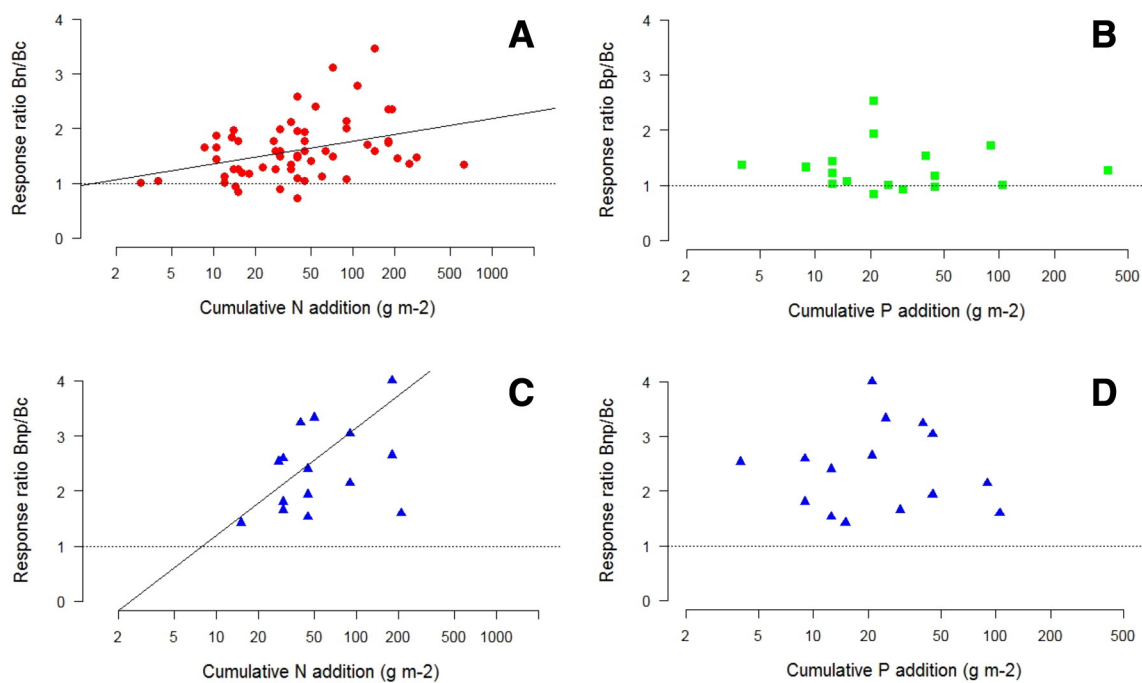 A
Response ratio Bn/Bc
4
3
2
1
0
2 5 10 20 50 100 200 500 1000
Cumulative N addition (g m-2)
B
Response ratio Bp/Bc
4
3
2
1
0
2 5 10 20 50 100 200 500
Cumulative P addition (g m-2)
C
Response ratio Bnp/Bc
4
3
2
1
0
2 5 10 20 50 100 200 500 1000
Cumulative N addition (g m-2)
D
Response ratio Bnp/Bc
4
3
2
1
0
2 5 10 20 50 100 200 500
Cumulative P addition (g m-2)